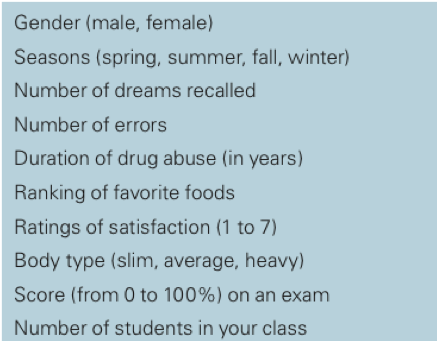 Gender (male, female)
Seasons (spring, summer, fall, winter)
Number of dreams recalled
Number of errors
Duration of drug abuse (in years)
Ranking of favorite foods
Ratings of satisfaction (1 to 7)
Body type (slim, average, heavy)
Score (from 0 to 100%) on an exam
Number of students in your class